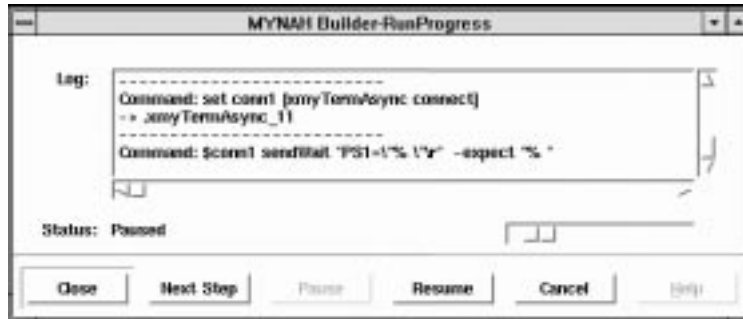 MYNAH Builder-RunProgress
Log:
---------------------------
Command: set conn1 [xmyTermAsync connect]
-> .xmyTermAsync_11
---------------------------
Command: $conn1 sendWait "PS1=\"% \"\r" -expect "% "
Status: Paused
Close Next Step Pause Resume Cancel Help